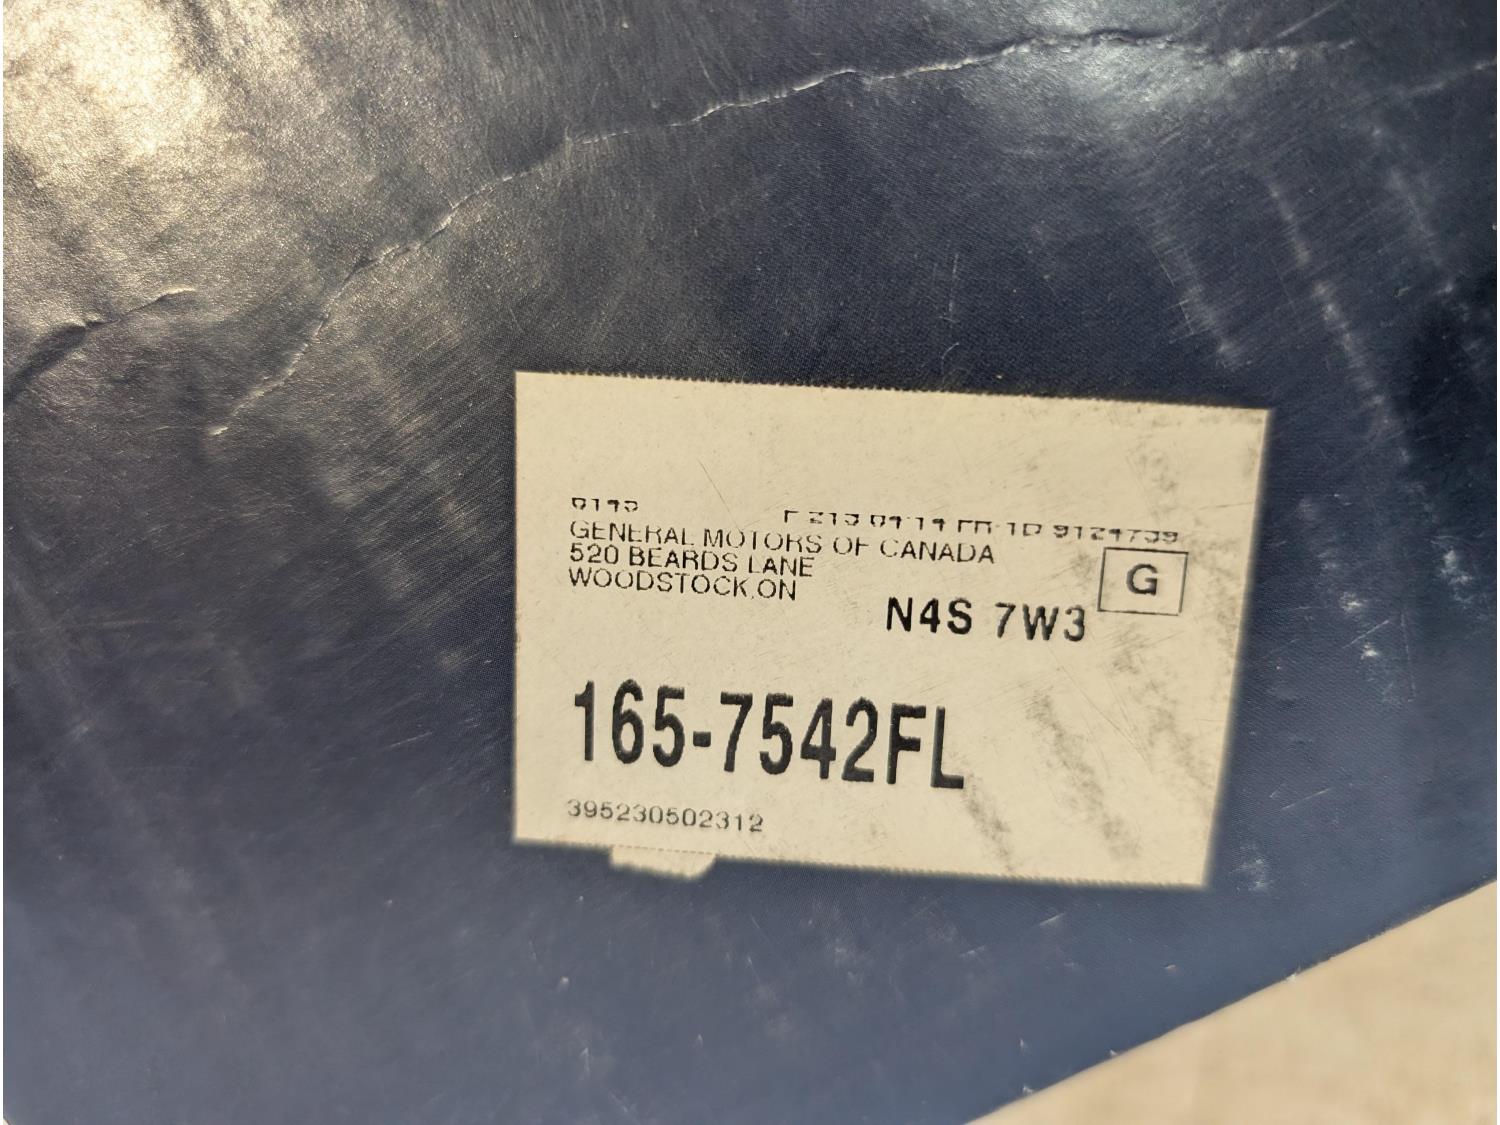 GENERAL MOTORS OF CANADA
520 BEARDS LANE
WOODSTOCK,ON
G
N4S 7W3
165-7542FL
395230502312